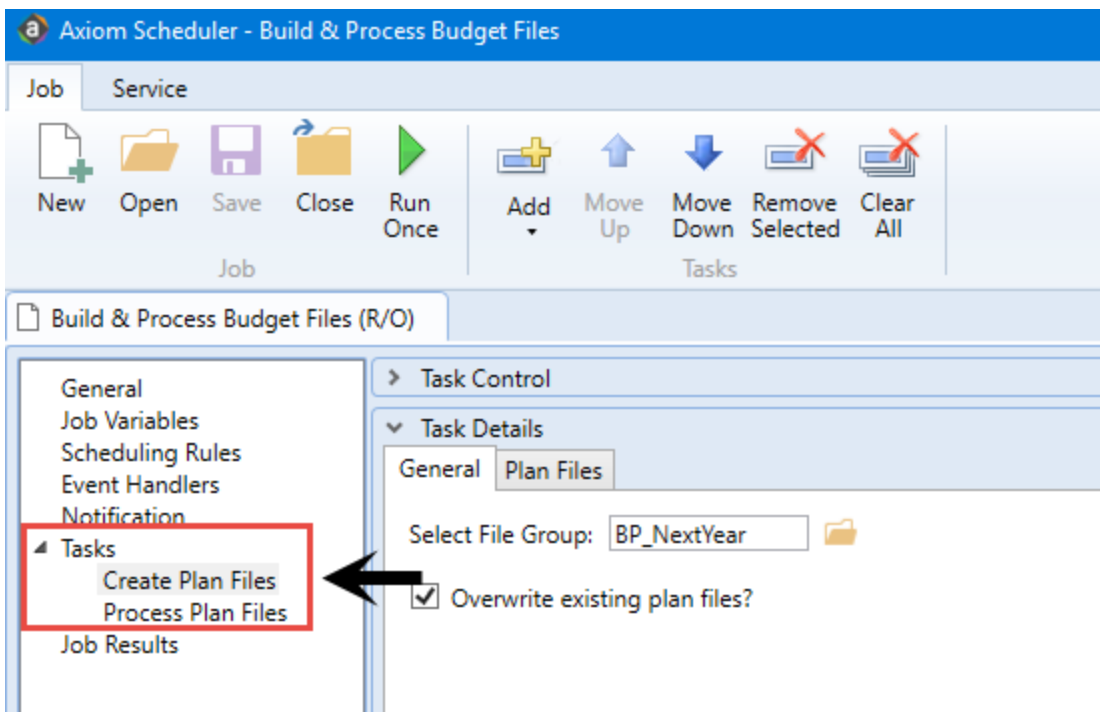 Axiom Scheduler - Build & Process Budget Files
Job Service
New Open Save Close Run Once Add Move Up Move Down Remove Selected Clear All
Job Tasks
Build & Process Budget Files (R/O)
General
Job Variables
Scheduling Rules
Event Handlers
Notification
Tasks
Create Plan Files
Process Plan Files
Job Results
Task Control
Task Details
General Plan Files
Select File Group: BP_NextYear
Overwrite existing plan files?